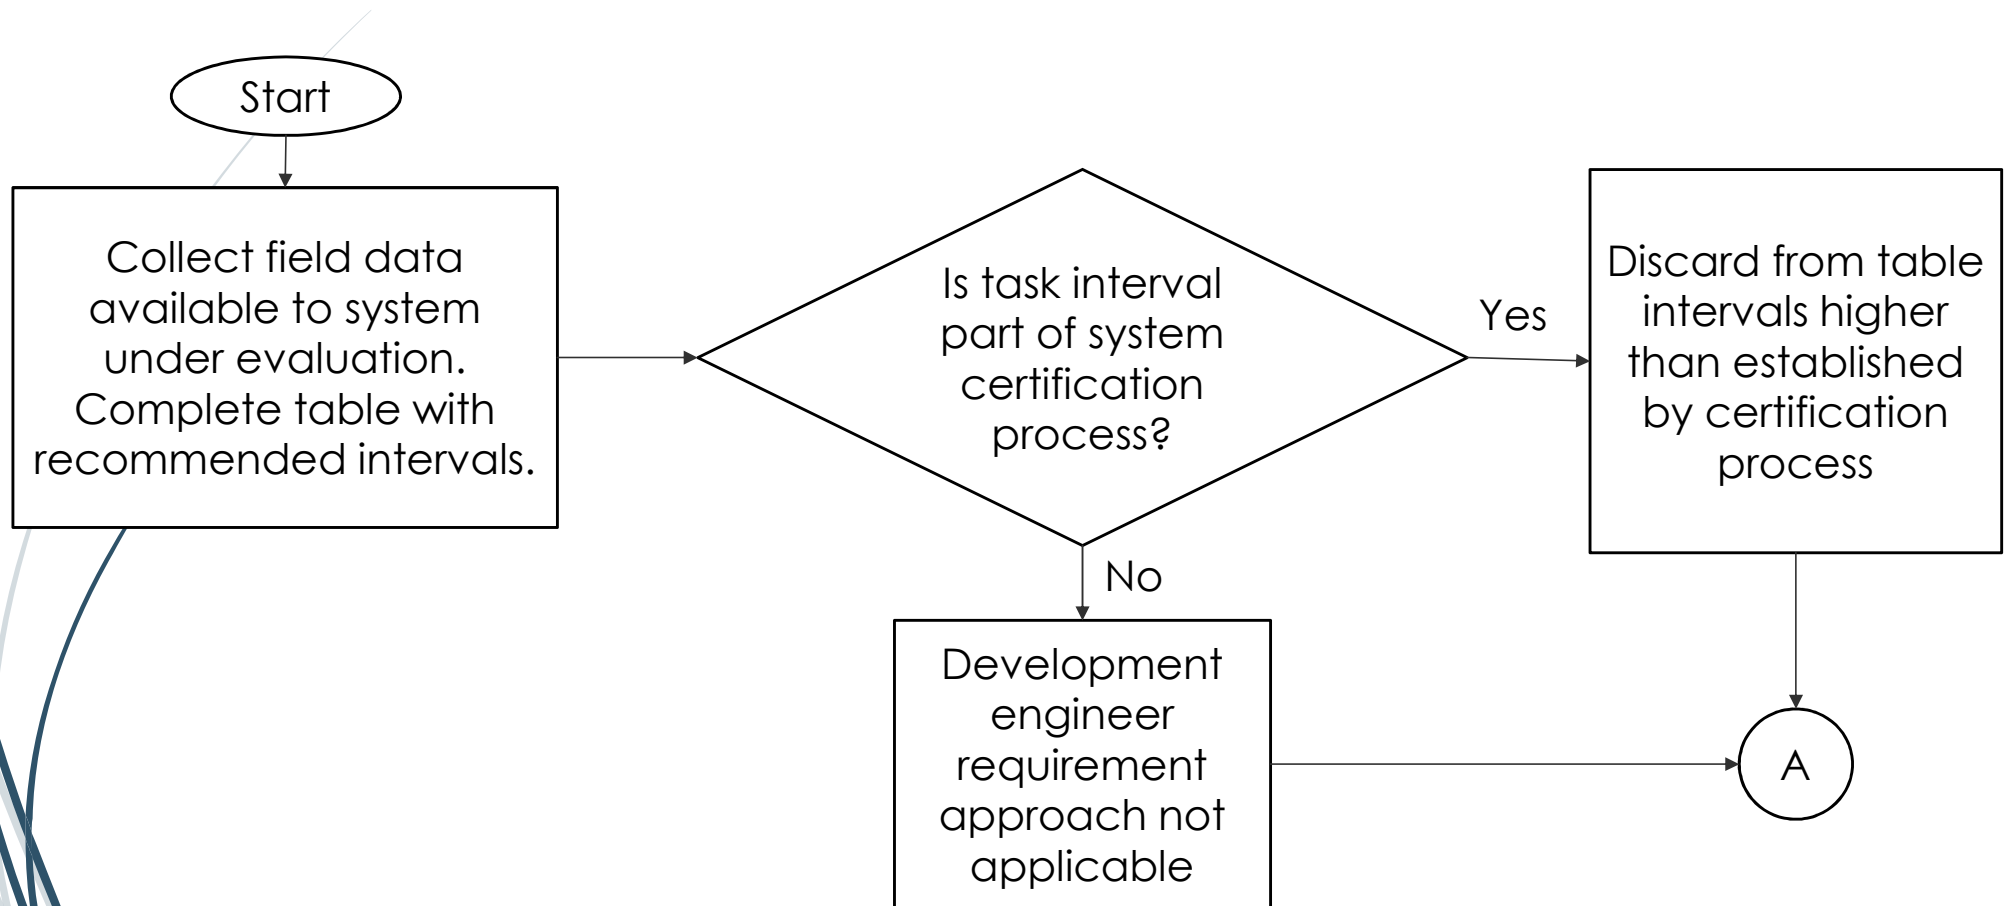 Start
Collect field data
available to system
under evaluation.
Complete table with
recommended intervals.
Is task interval
part of system
certification
process?
Yes
Discard from table
intervals higher
than established
by certification
process
No
Development
engineer
requirement
approach not
applicable
A